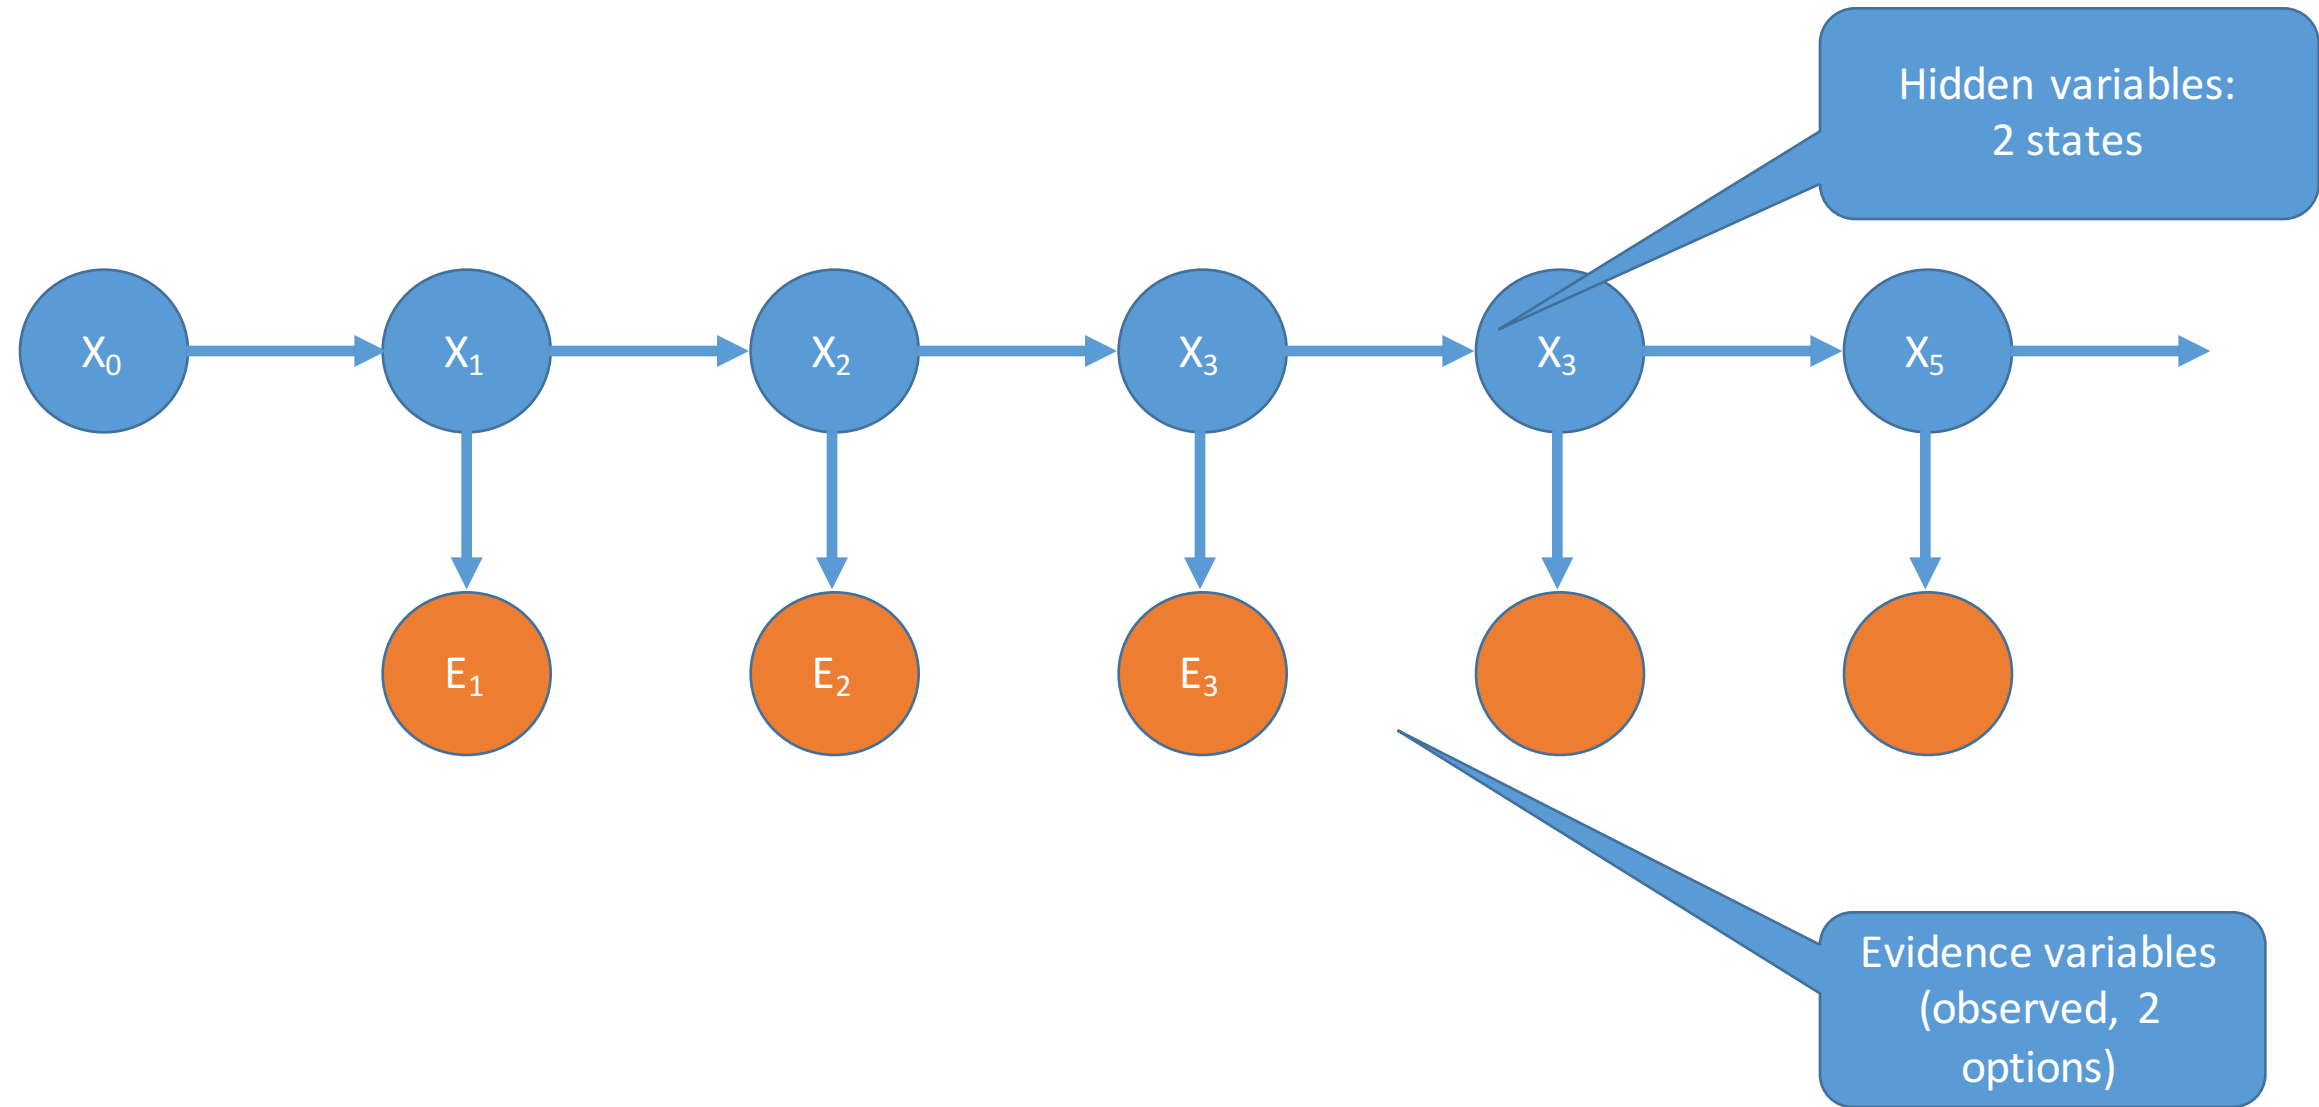 Hidden variables:
2 states
X₀
X₁
X₂
X₃
X₃
X₅
E₁
E₂
E₃
Evidence variables
(observed, 2
options)